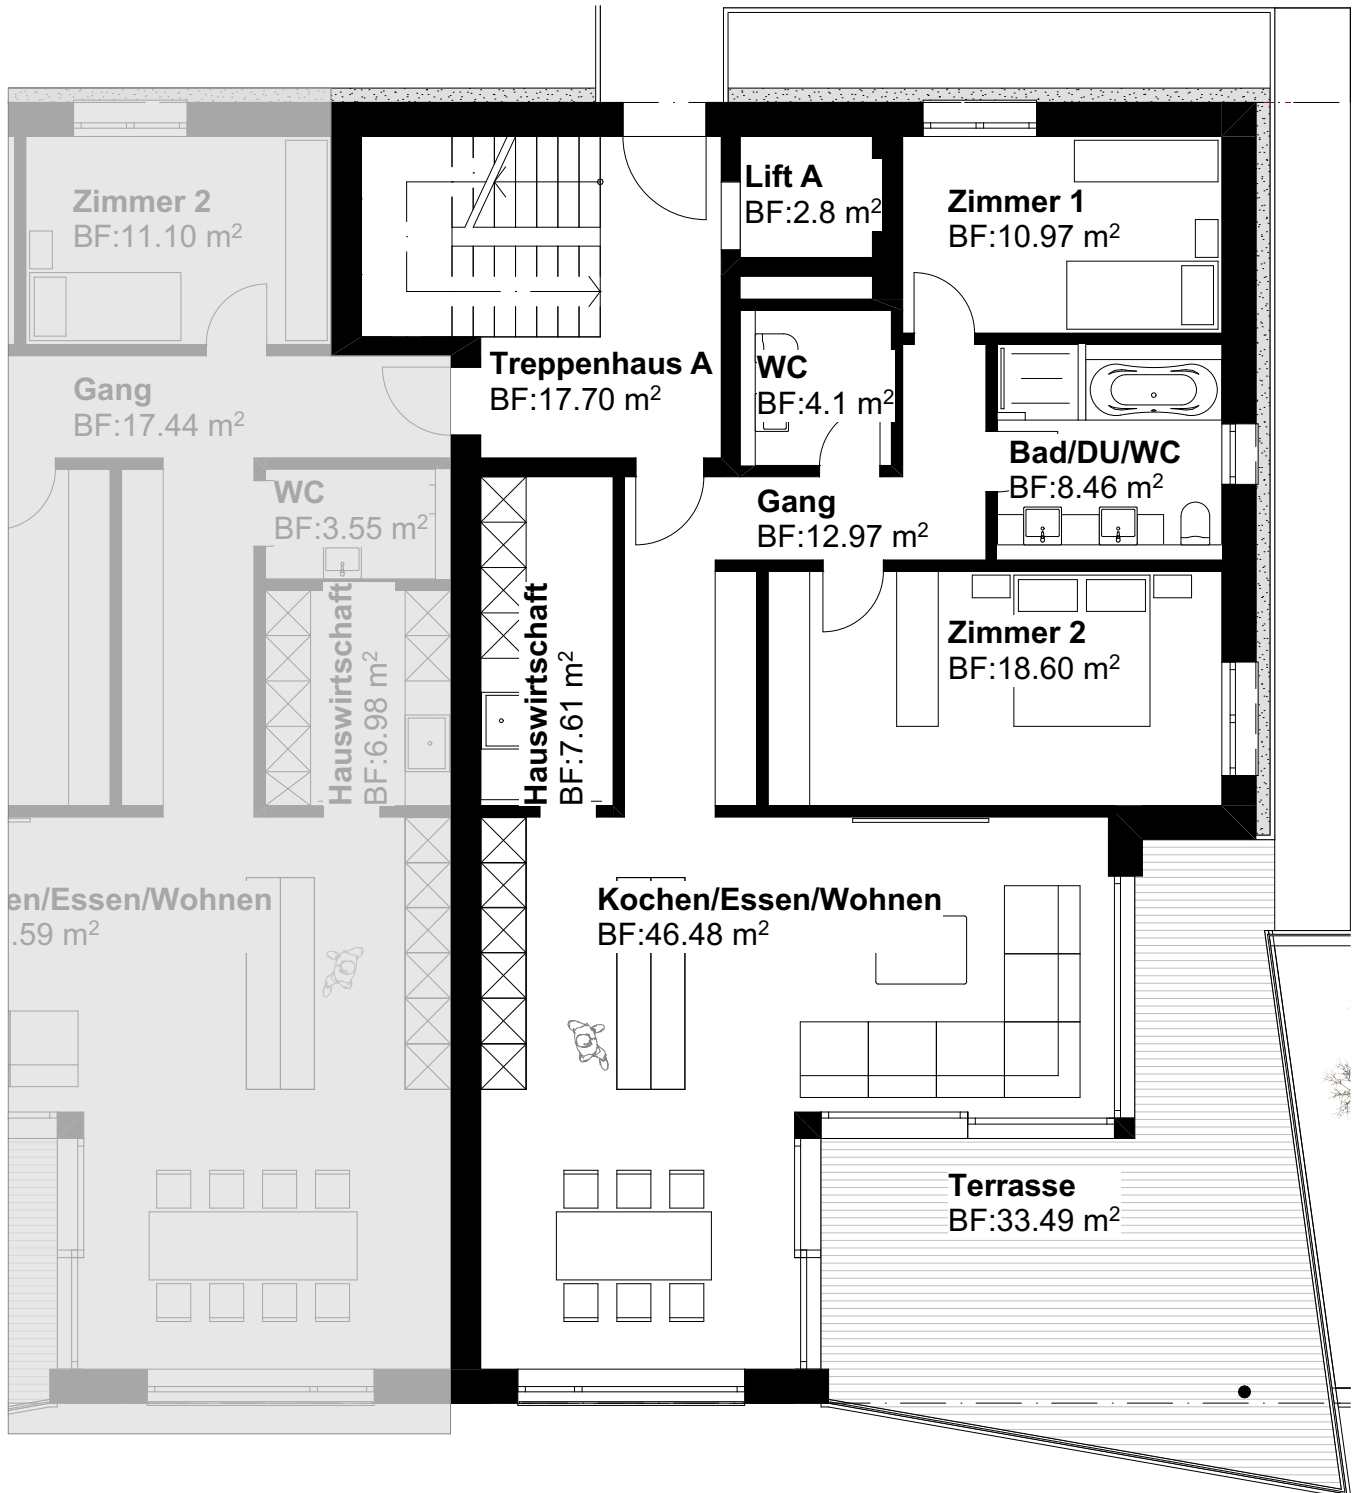 Zimmer 2
BF:11.10 m²
Lift A
BF:2.8 m²
Zimmer 1
BF:10.97 m²
Gang
BF:17.44 m²
Treppenhaus A
BF:17.70 m²
WC
BF:4.1 m²
Bad/DU/WC
BF:8.46 m²
WC
BF:3.55 m²
Gang
BF:12.97 m²
Hauswirtschaft
BF:6.98 m²
Hauswirtschaft
BF:7.61 m²
Zimmer 2
BF:18.60 m²
en/Essen/Wohnen
.59 m²
Kochen/Essen/Wohnen
BF:46.48 m²
Terrasse
BF:33.49 m²